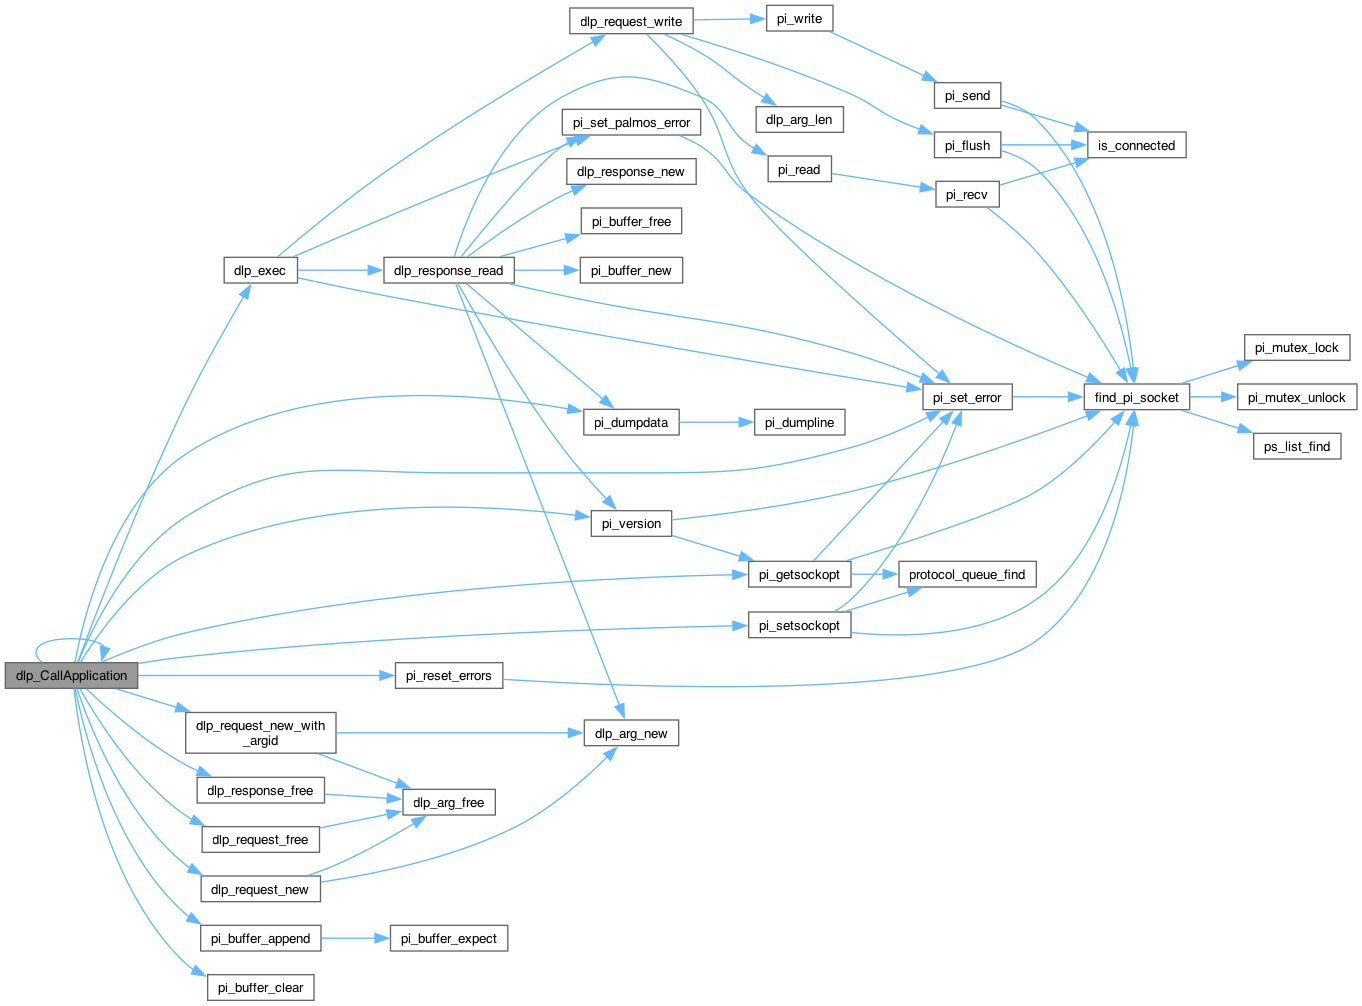 dlp_request_write
pi_write
pi_send
dlp_arg_len
pi_set_palmos_error
pi_flush
is_connected
pi_read
dlp_response_new
pi_recv
pi_buffer_free
dlp_exec
dlp_response_read
pi_buffer_new
pi_mutex_lock
pi_set_error
find_pi_socket
pi_mutex_unlock
pi_dumpdata
pi_dumpline
ps_list_find
pi_version
pi_getsockopt
protocol_queue_find
pi_setsockopt
dlp_CallApplication
pi_reset_errors
dlp_request_new_with
_argid
dlp_arg_new
dlp_response_free
dlp_arg_free
dlp_request_free
dlp_request_new
pi_buffer_append
pi_buffer_expect
pi_buffer_clear